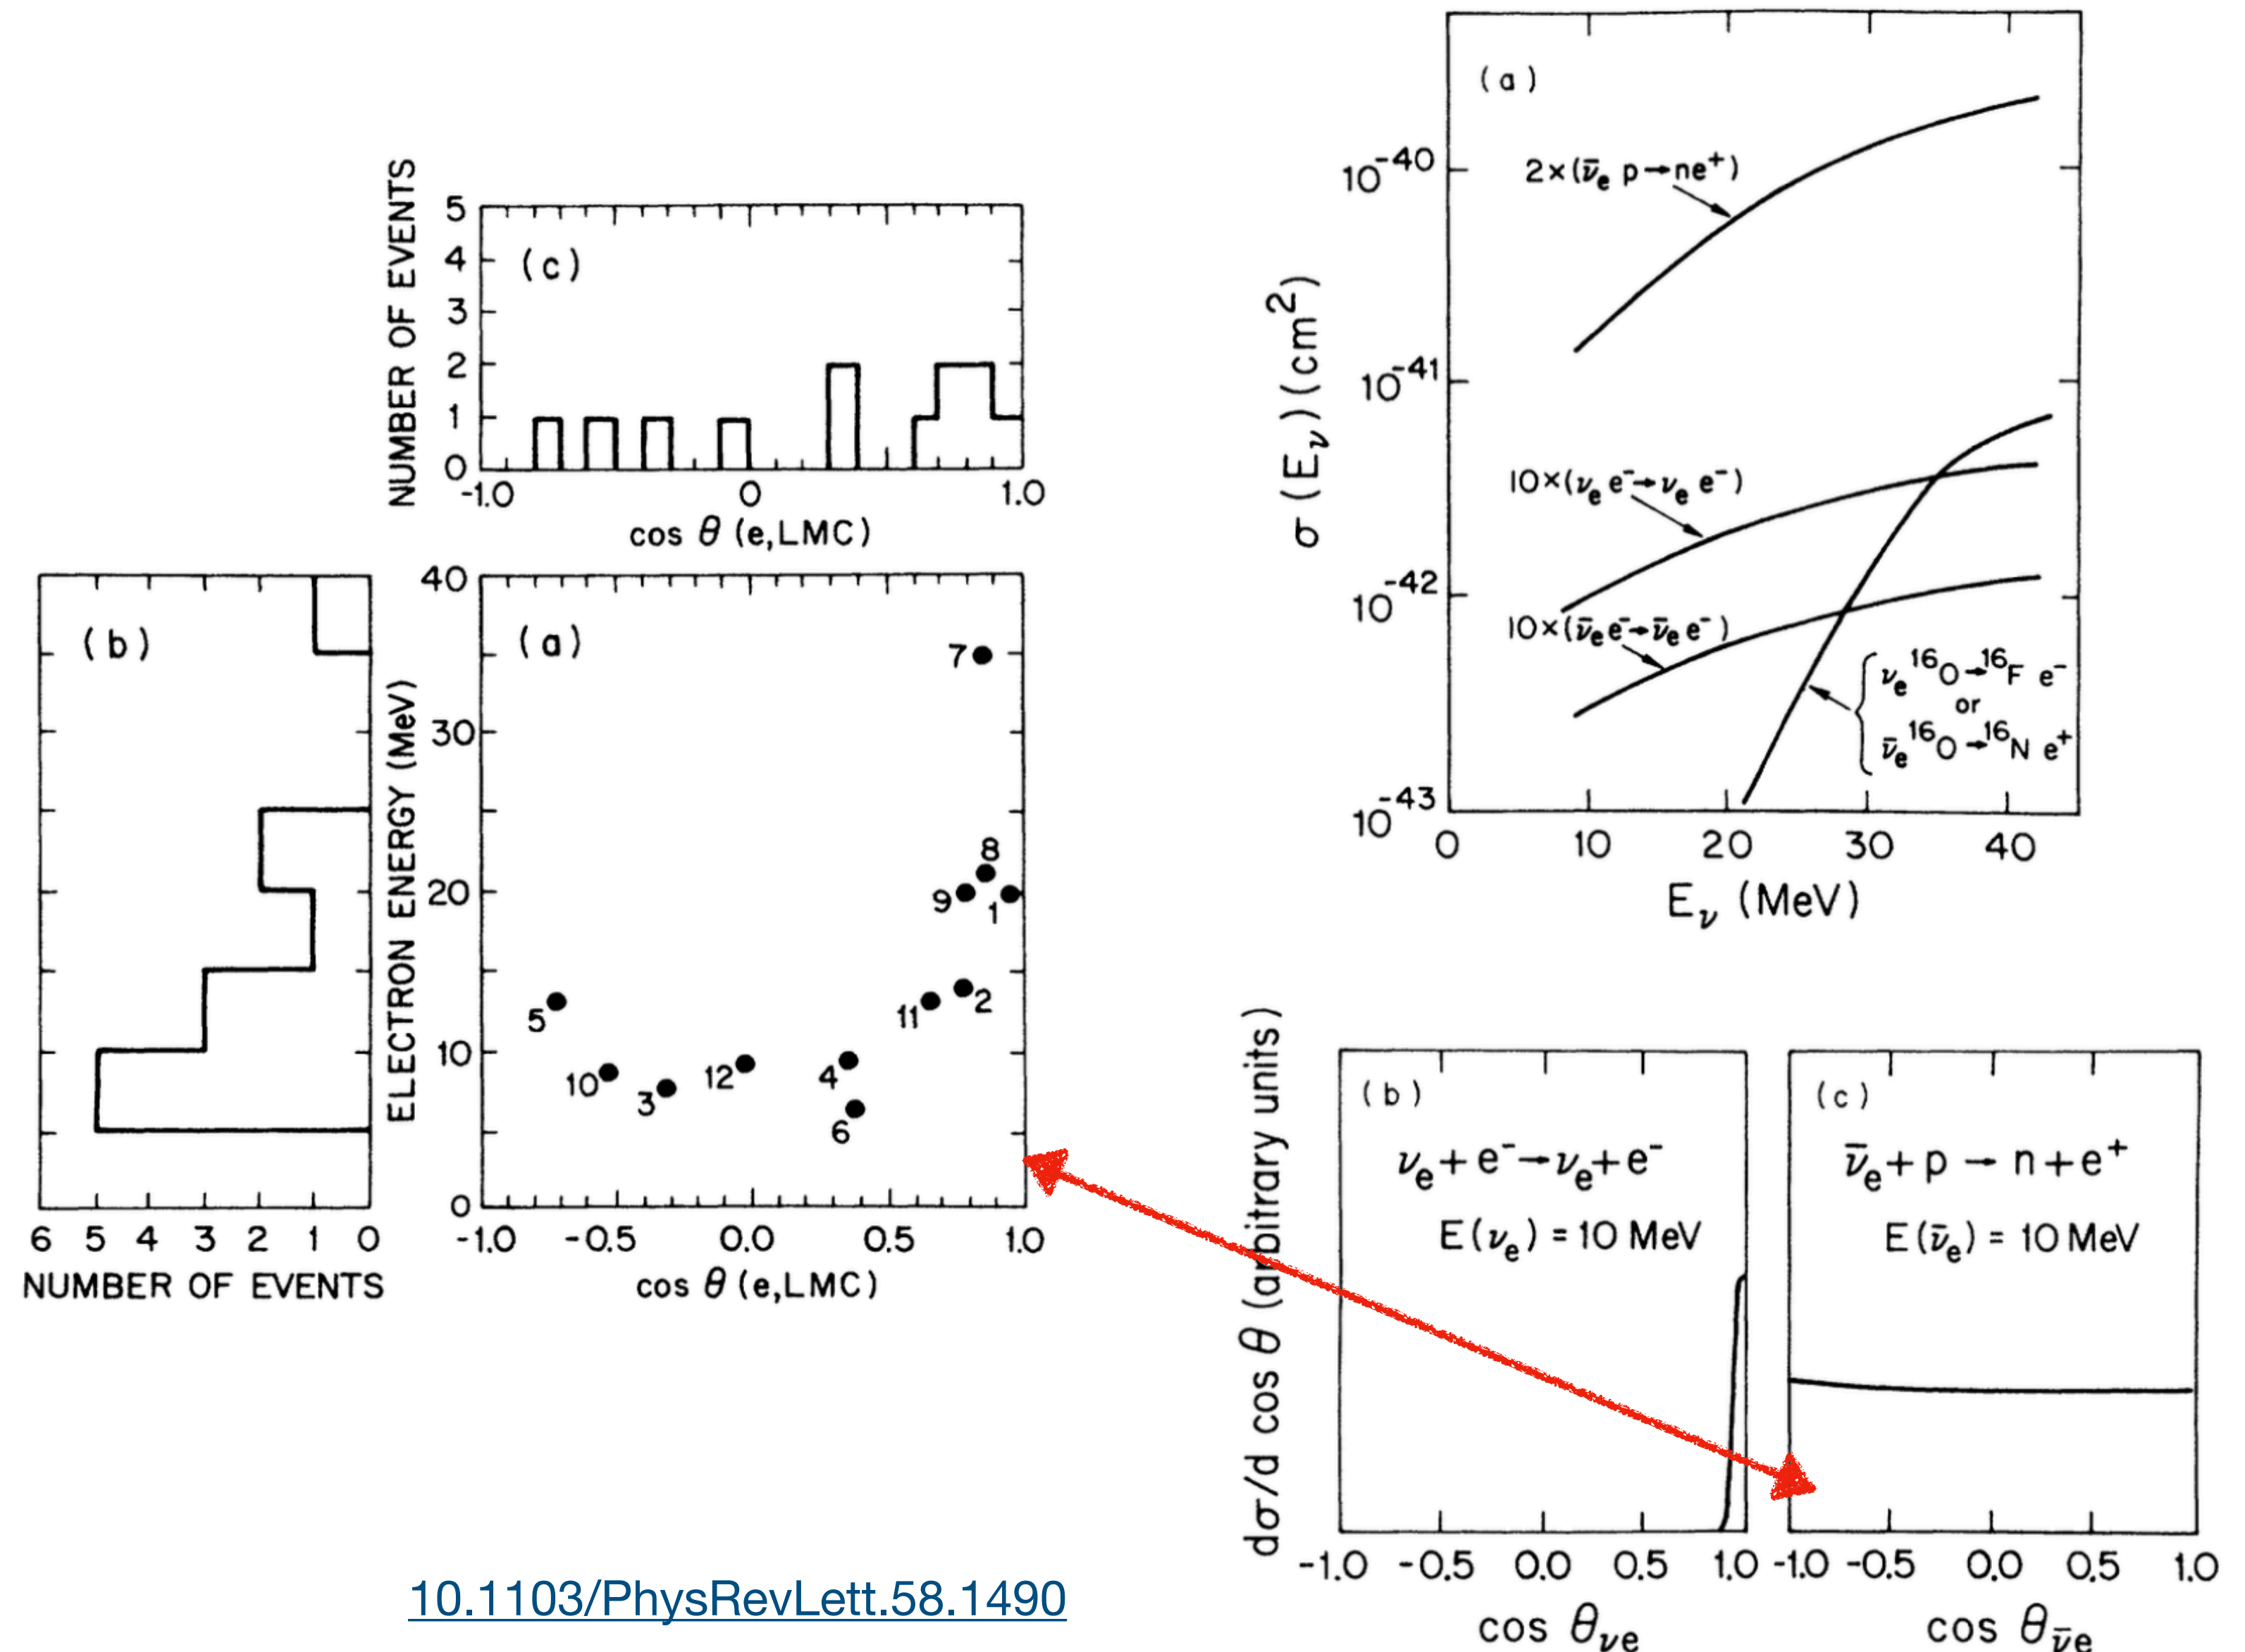 NUMBER OF EVENTS
5
4
3
2
1
0
(c)
-1.0 0 1.0
cos θ (e,LMC)
(b)
6 5 4 3 2 1 0
NUMBER OF EVENTS
ELECTRON ENERGY (MeV)
40
30
20
10
0
(a)
7
8
9
1
2
11
5
10
3
12
4
6
-1.0 -0.5 0.0 0.5 1.0
cos θ (e,LMC)
10.1103/PhysRevLett.58.1490
(a)
σ (Eν) (cm²)
10⁻⁴⁰
10⁻⁴¹
10⁻⁴²
10⁻⁴³
2×(ν̄e p→ne⁺)
10×(νe e⁻→νe e⁻)
10×(ν̄e e⁻→ν̄e e⁻)
νe ¹⁶O→¹⁶F e⁻
or
ν̄e ¹⁶O→¹⁶N e⁺
0 10 20 30 40
Eν (MeV)
dσ/d cos θ (arbitrary units)
(b)
νe+e⁻→νe+e⁻
E(νe) = 10 MeV
-1.0 -0.5 0.0 0.5 1.0
cos θνe
(c)
ν̄e+p→n+e⁺
E(ν̄e) = 10 MeV
-1.0 -0.5 0.0 0.5 1.0
cos θν̄e